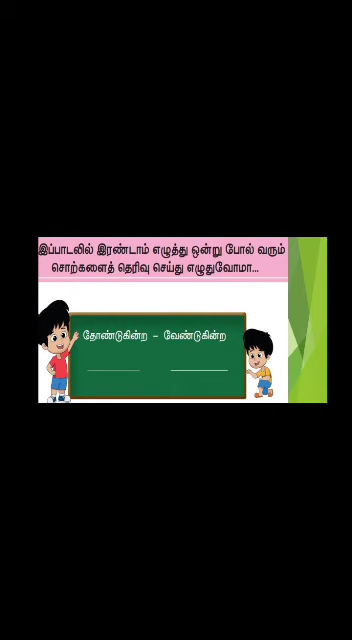 இப்பாடலில் இரண்டாம் எழுத்து ஒன்று போல் வரும்
சொற்களைத் தெரிவு செய்து எழுதுவோமா...
தோண்டுகின்ற – வேண்டுகின்ற